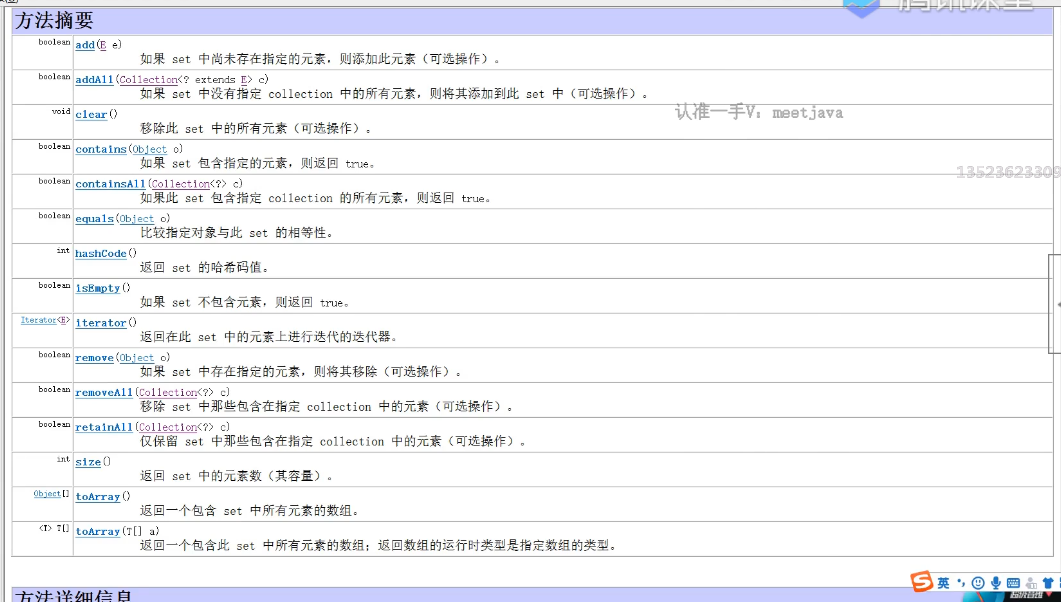 腾讯课堂
方法摘要
boolean add(E e)
如果 set 中尚未存在指定的元素，则添加此元素（可选操作）。
boolean addAll(Collection<? extends E> c)
如果 set 中没有指定 collection 中的所有元素，则将其添加到此 set 中（可选操作）。
void clear()
认准一手V：meetjava
移除此 set 中的所有元素（可选操作）。
boolean contains(Object o)
如果 set 包含指定的元素，则返回 true。
13523623309
boolean containsAll(Collection<?> c)
如果此 set 包含指定 collection 的所有元素，则返回 true。
boolean equals(Object o)
比较指定对象与此 set 的相等性。
int hashCode()
返回 set 的哈希码值。
boolean isEmpty()
如果 set 不包含元素，则返回 true。
Iterator<E> iterator()
返回在此 set 中的元素上进行迭代的迭代器。
boolean remove(Object o)
如果 set 中存在指定的元素，则将其移除（可选操作）。
boolean removeAll(Collection<?> c)
移除 set 中那些包含在指定 collection 中的元素（可选操作）。
boolean retainAll(Collection<?> c)
仅保留 set 中那些包含在指定 collection 中的元素（可选操作）。
int size()
返回 set 中的元素数（其容量）。
Object[] toArray()
返回一个包含 set 中所有元素的数组。
<T> T[] toArray(T[] a)
返回一个包含此 set 中所有元素的数组；返回数组的运行时类型是指定数组的类型。
英
方法详细信息